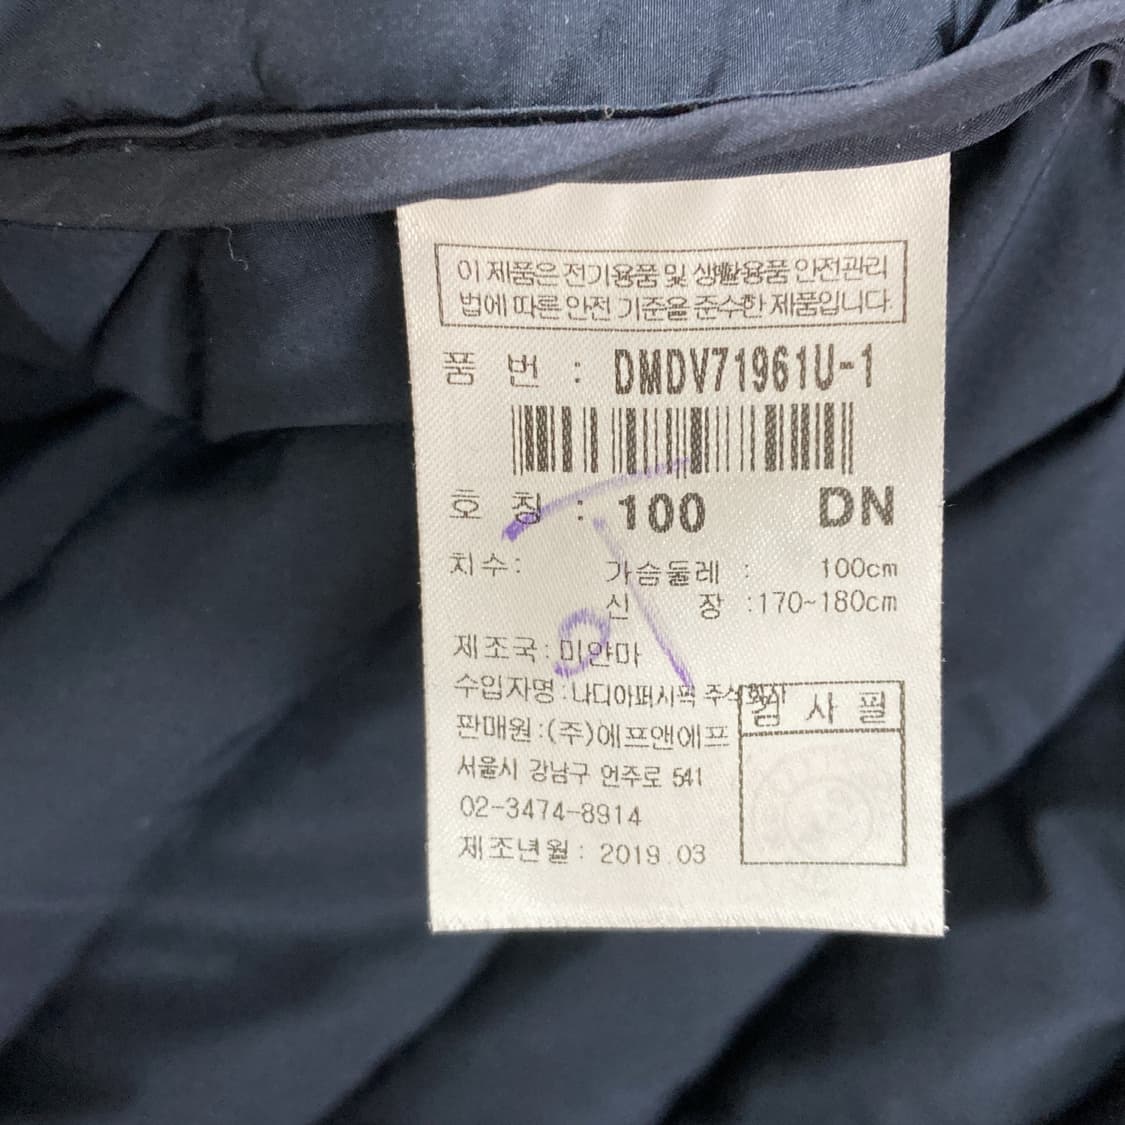 이 제품은 전기용품 및 생활용품 안전관리
법에 따른 안전 기준을 준수한 제품입니다.
품 번 : DMDV71961U-1
호 칭 : 100 DN
치수: 가슴둘레 : 100cm
신 장 :170~180cm
제조국:미얀마
수입자명:나디아퍼시픽 주식회사
검 사 필
판매원:(주)에프앤에프
서울시 강남구 언주로 541
02-3474-8914
제조년월: 2019.03